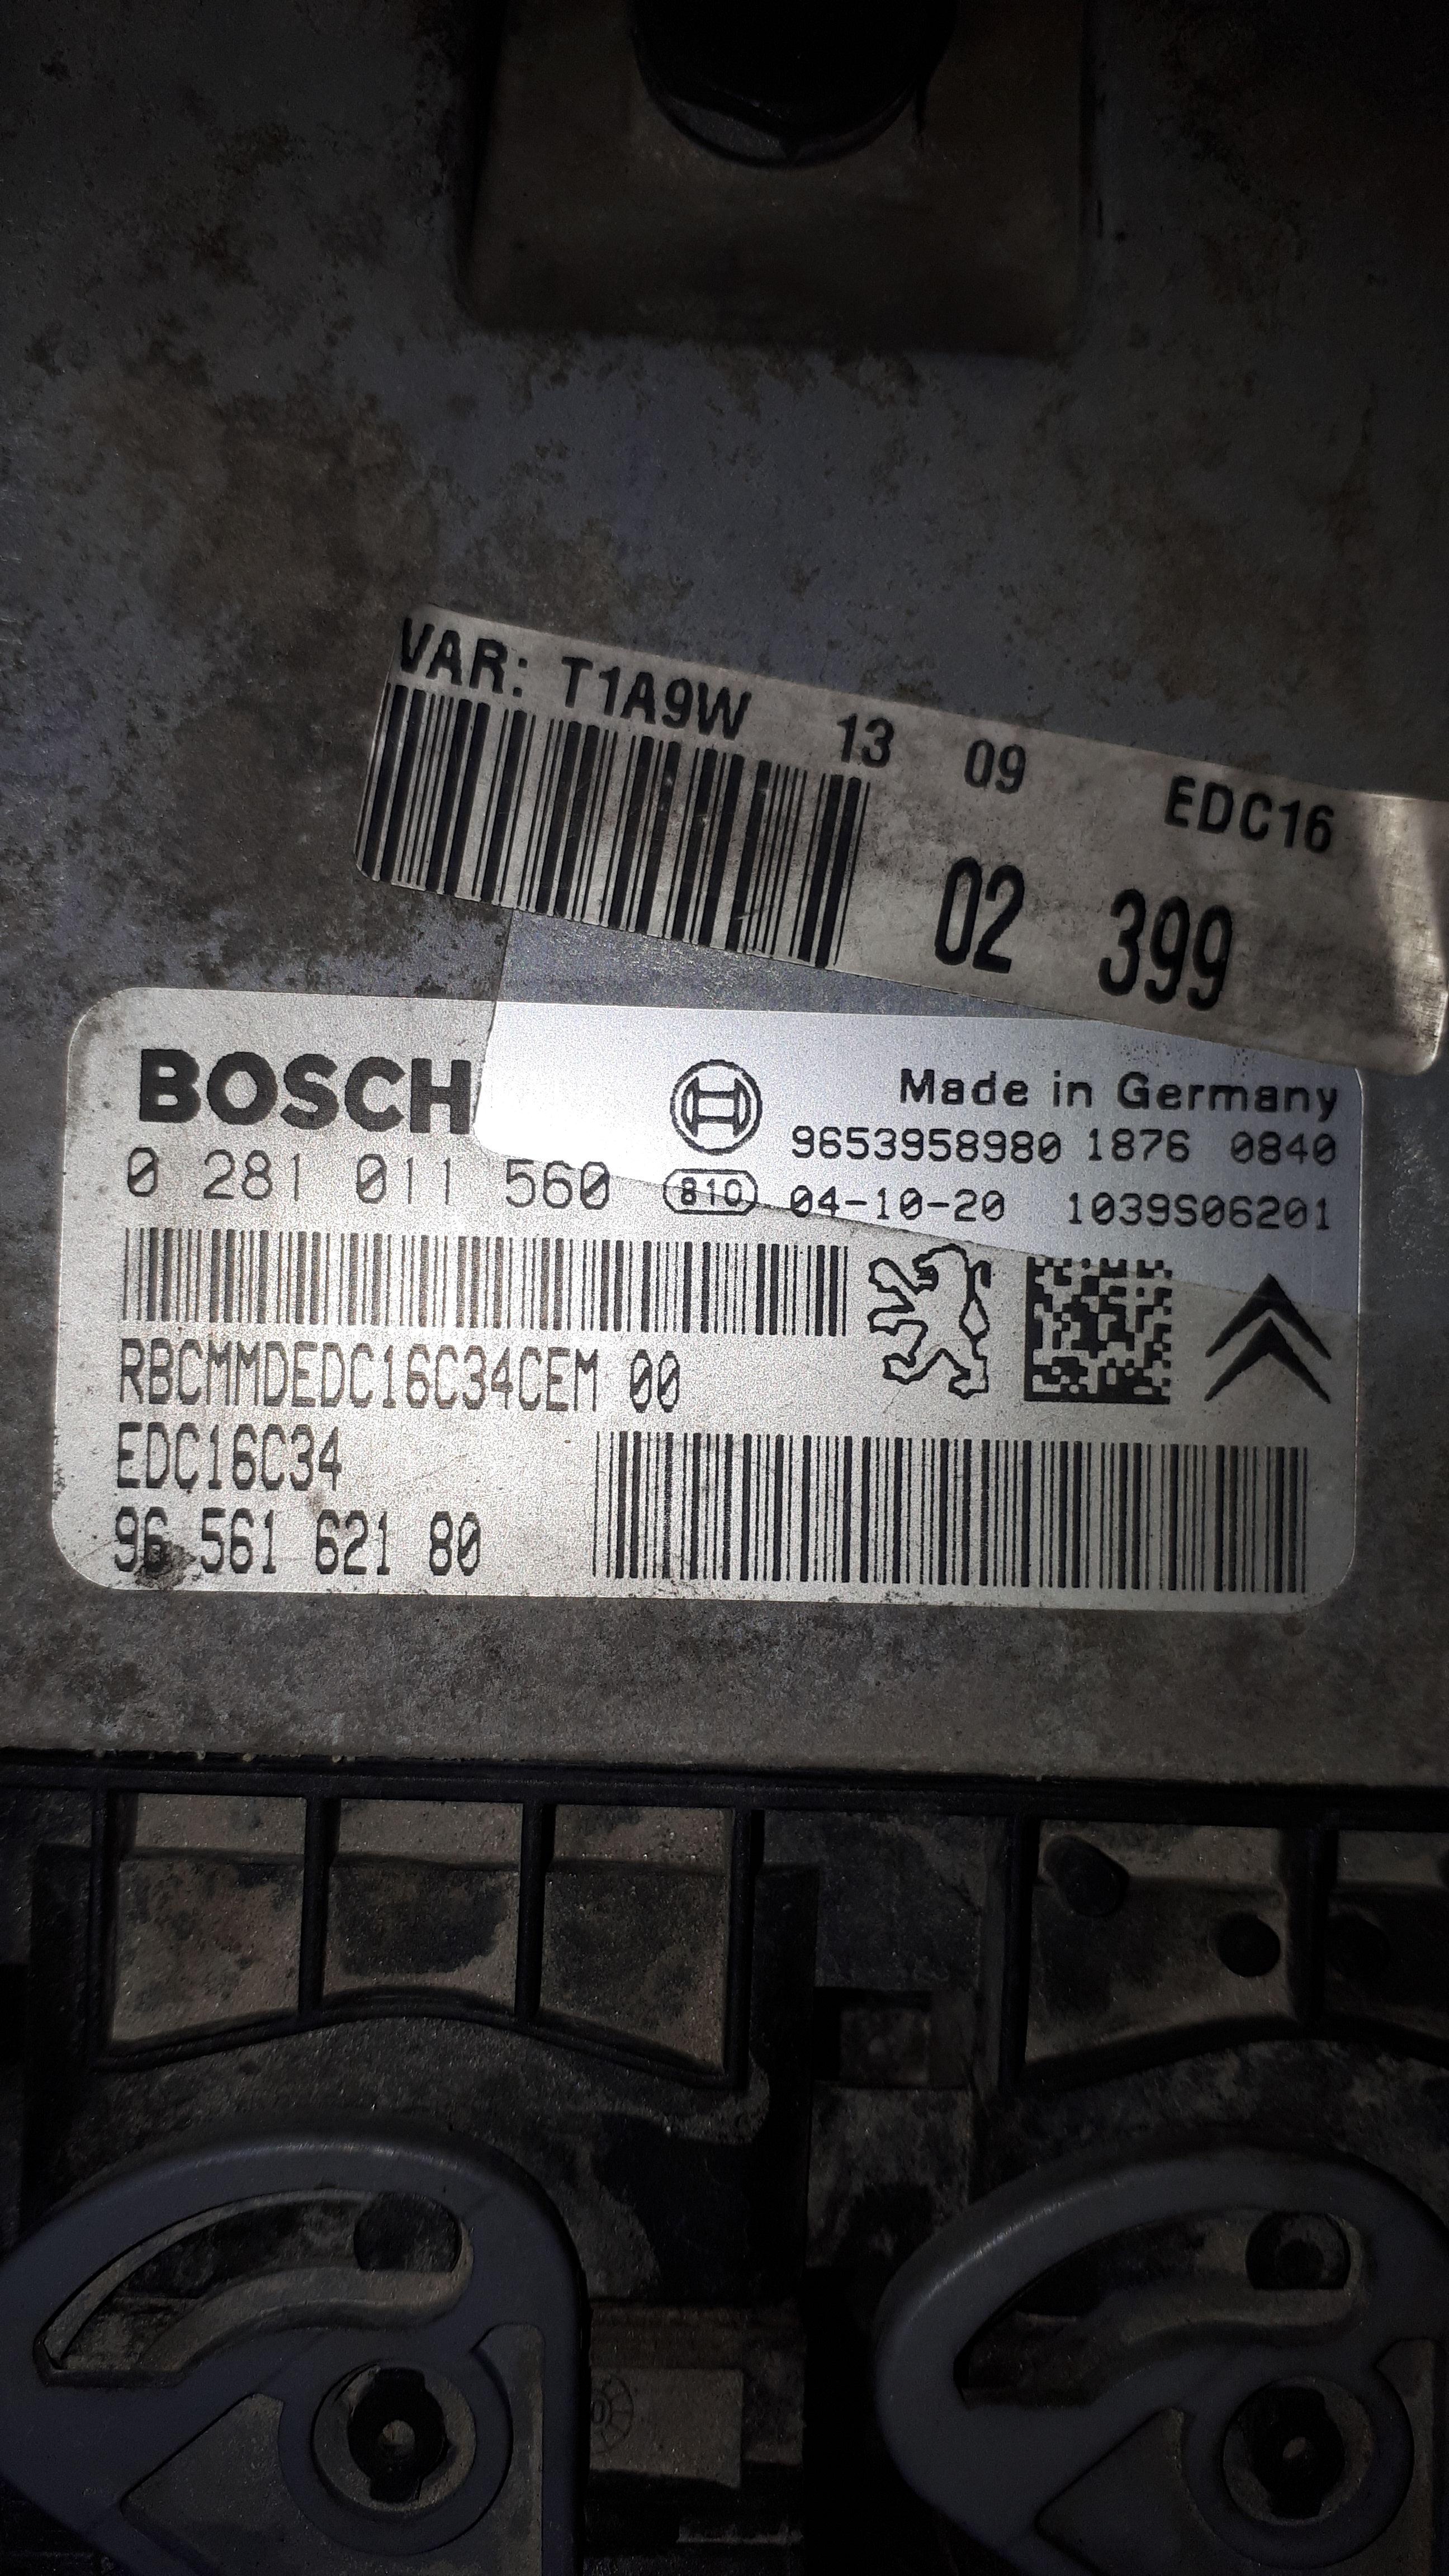 VAR: T1A9W 13 09 EDC16
02 399
BOSCH
Made in Germany
9653958980 1876 0840
0 281 011 560
810 04-10-20 1039S06201
RBCMMDEDC16C34CEM 00
EDC16C34
96 561 621 80